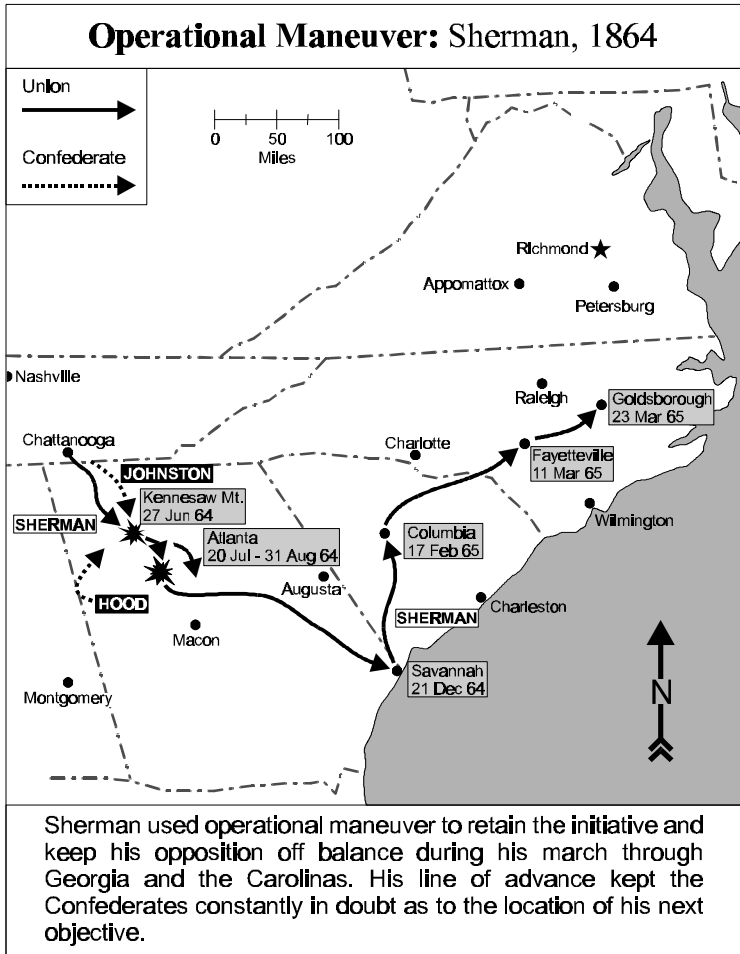 Operational Maneuver: Sherman, 1864
Union
Confederate
0 50 100
Miles
Richmond
Appomattox
Petersburg
Nashville
Raleigh
Goldsborough
23 Mar 65
Chattanooga
Charlotte
Fayetteville
11 Mar 65
JOHNSTON
Kennesaw Mt.
27 Jun 64
SHERMAN
Wilmington
Atlanta
20 Jul - 31 Aug 64
Columbia
17 Feb 65
Augusta
HOOD
Charleston
SHERMAN
Macon
Savannah
21 Dec 64
Montgomery
N
Sherman used operational maneuver to retain the initiative and
keep his opposition off balance during his march through
Georgia and the Carolinas. His line of advance kept the
Confederates constantly in doubt as to the location of his next
objective.